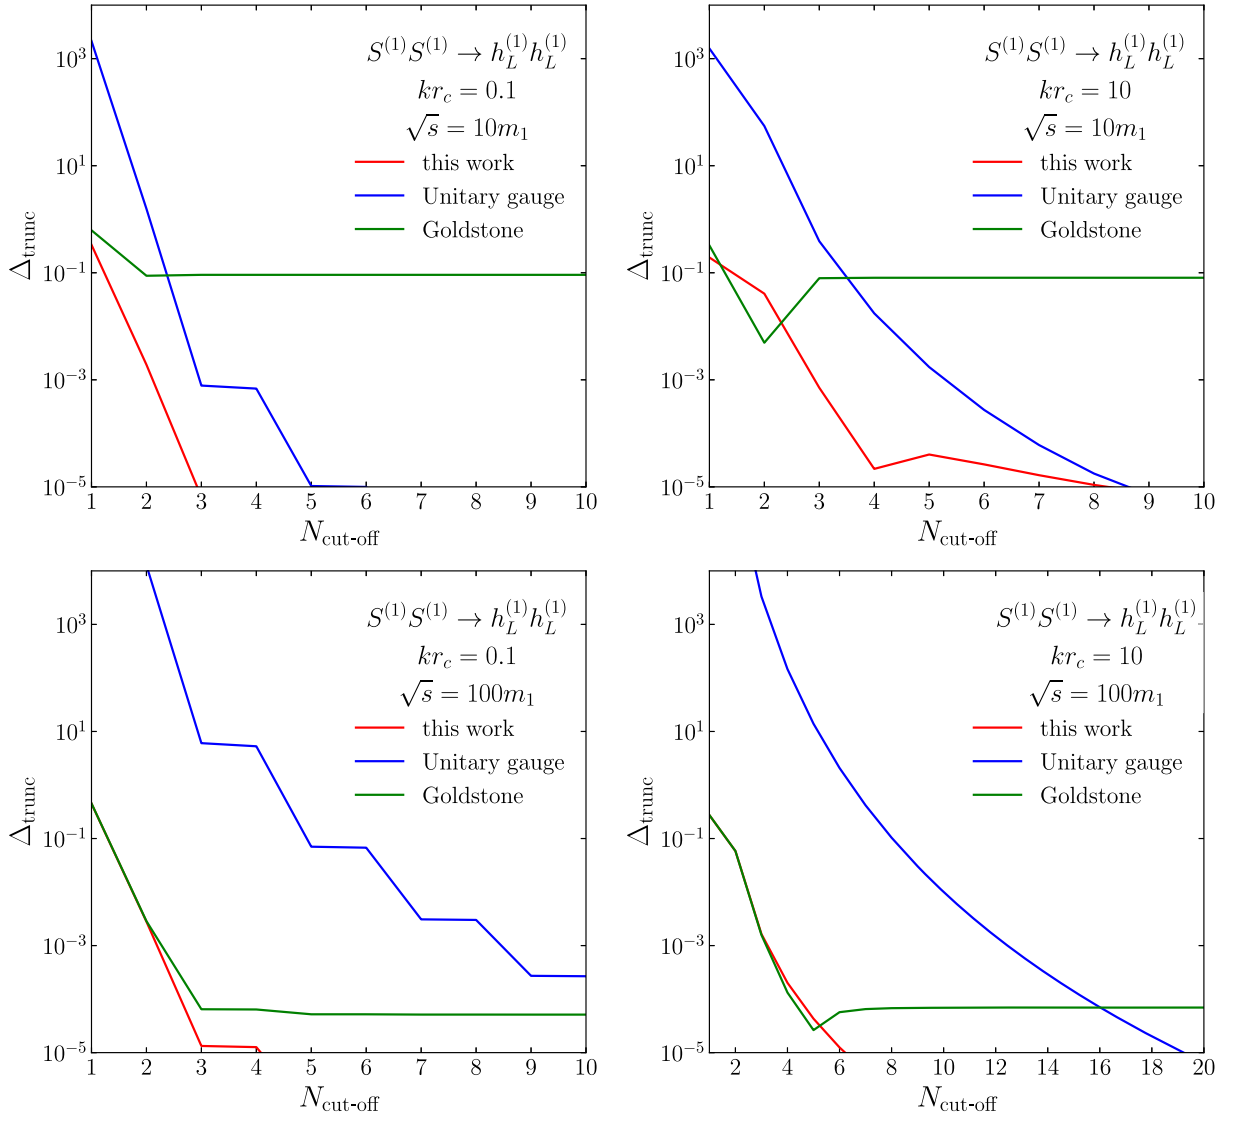 S^(1)S^(1) → h_L^(1)h_L^(1)
kr_c = 0.1
√s = 10m_1
this work
Unitary gauge
Goldstone
Δ_trunc
10^3
10^1
10^−1
10^−3
10^−5
1 2 3 4 5 6 7 8 9 10
N_cut-off
S^(1)S^(1) → h_L^(1)h_L^(1)
kr_c = 10
√s = 10m_1
this work
Unitary gauge
Goldstone
Δ_trunc
10^3
10^1
10^−1
10^−3
10^−5
1 2 3 4 5 6 7 8 9 10
N_cut-off
S^(1)S^(1) → h_L^(1)h_L^(1)
kr_c = 0.1
√s = 100m_1
this work
Unitary gauge
Goldstone
Δ_trunc
10^3
10^1
10^−1
10^−3
10^−5
1 2 3 4 5 6 7 8 9 10
N_cut-off
S^(1)S^(1) → h_L^(1)h_L^(1)
kr_c = 10
√s = 100m_1
this work
Unitary gauge
Goldstone
Δ_trunc
10^3
10^1
10^−1
10^−3
10^−5
2 4 6 8 10 12 14 16 18 20
N_cut-off